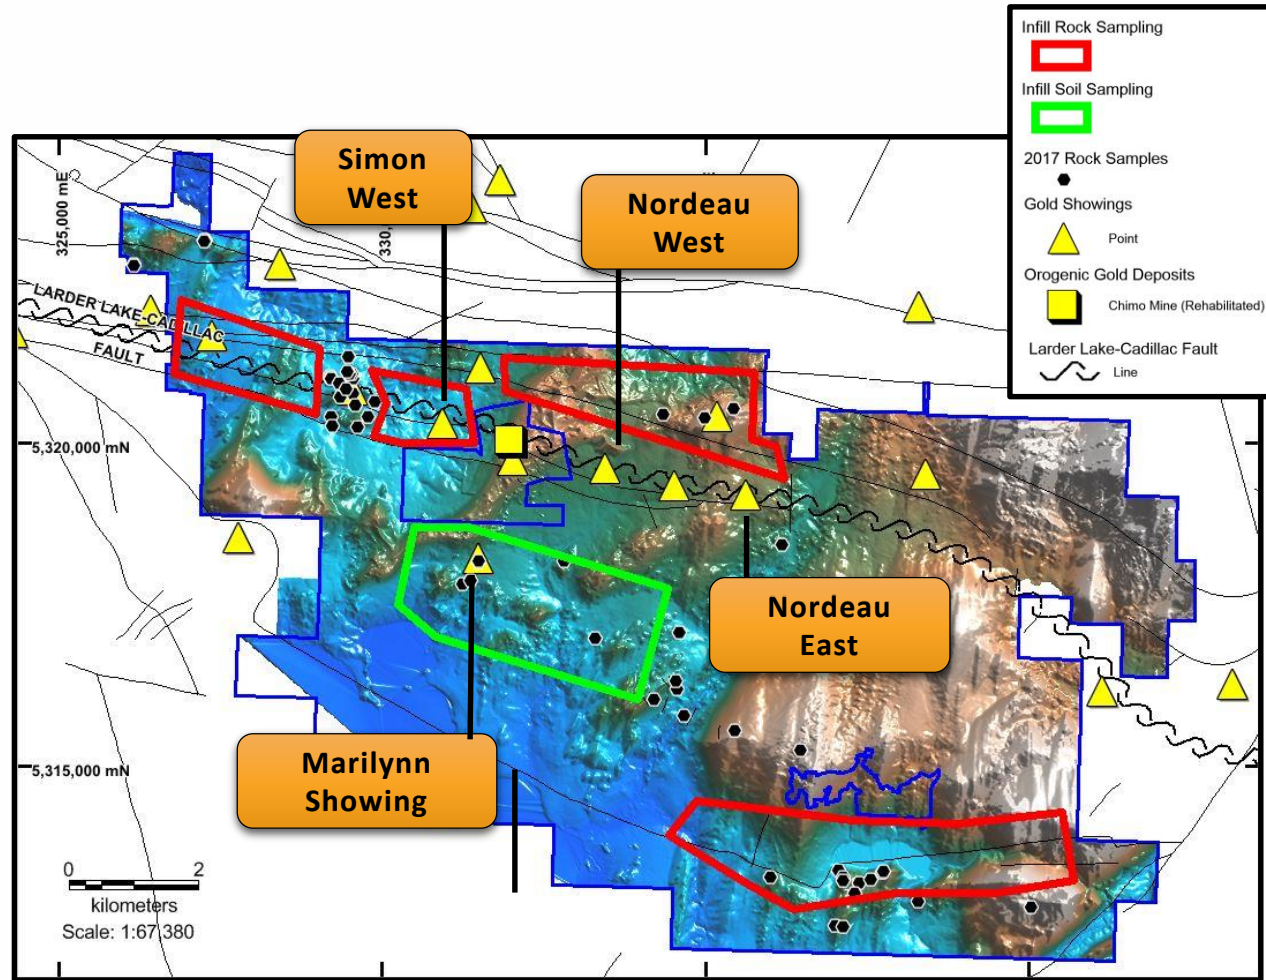 Infill Rock Sampling
Infill Soil Sampling
2017 Rock Samples
Gold Showings
Point
Orogenic Gold Deposits
Chimo Mine (Rehabilitated)
Larder Lake-Cadillac Fault
Line
Simon
West
Nordeau
West
325,000 mE
330,
LARDER LAKE-CADILLAC
FAULT
5,320,000 mN
Nordeau
East
Marilynn
Showing
5,315,000 mN
0 2
kilometers
Scale: 1:67,380